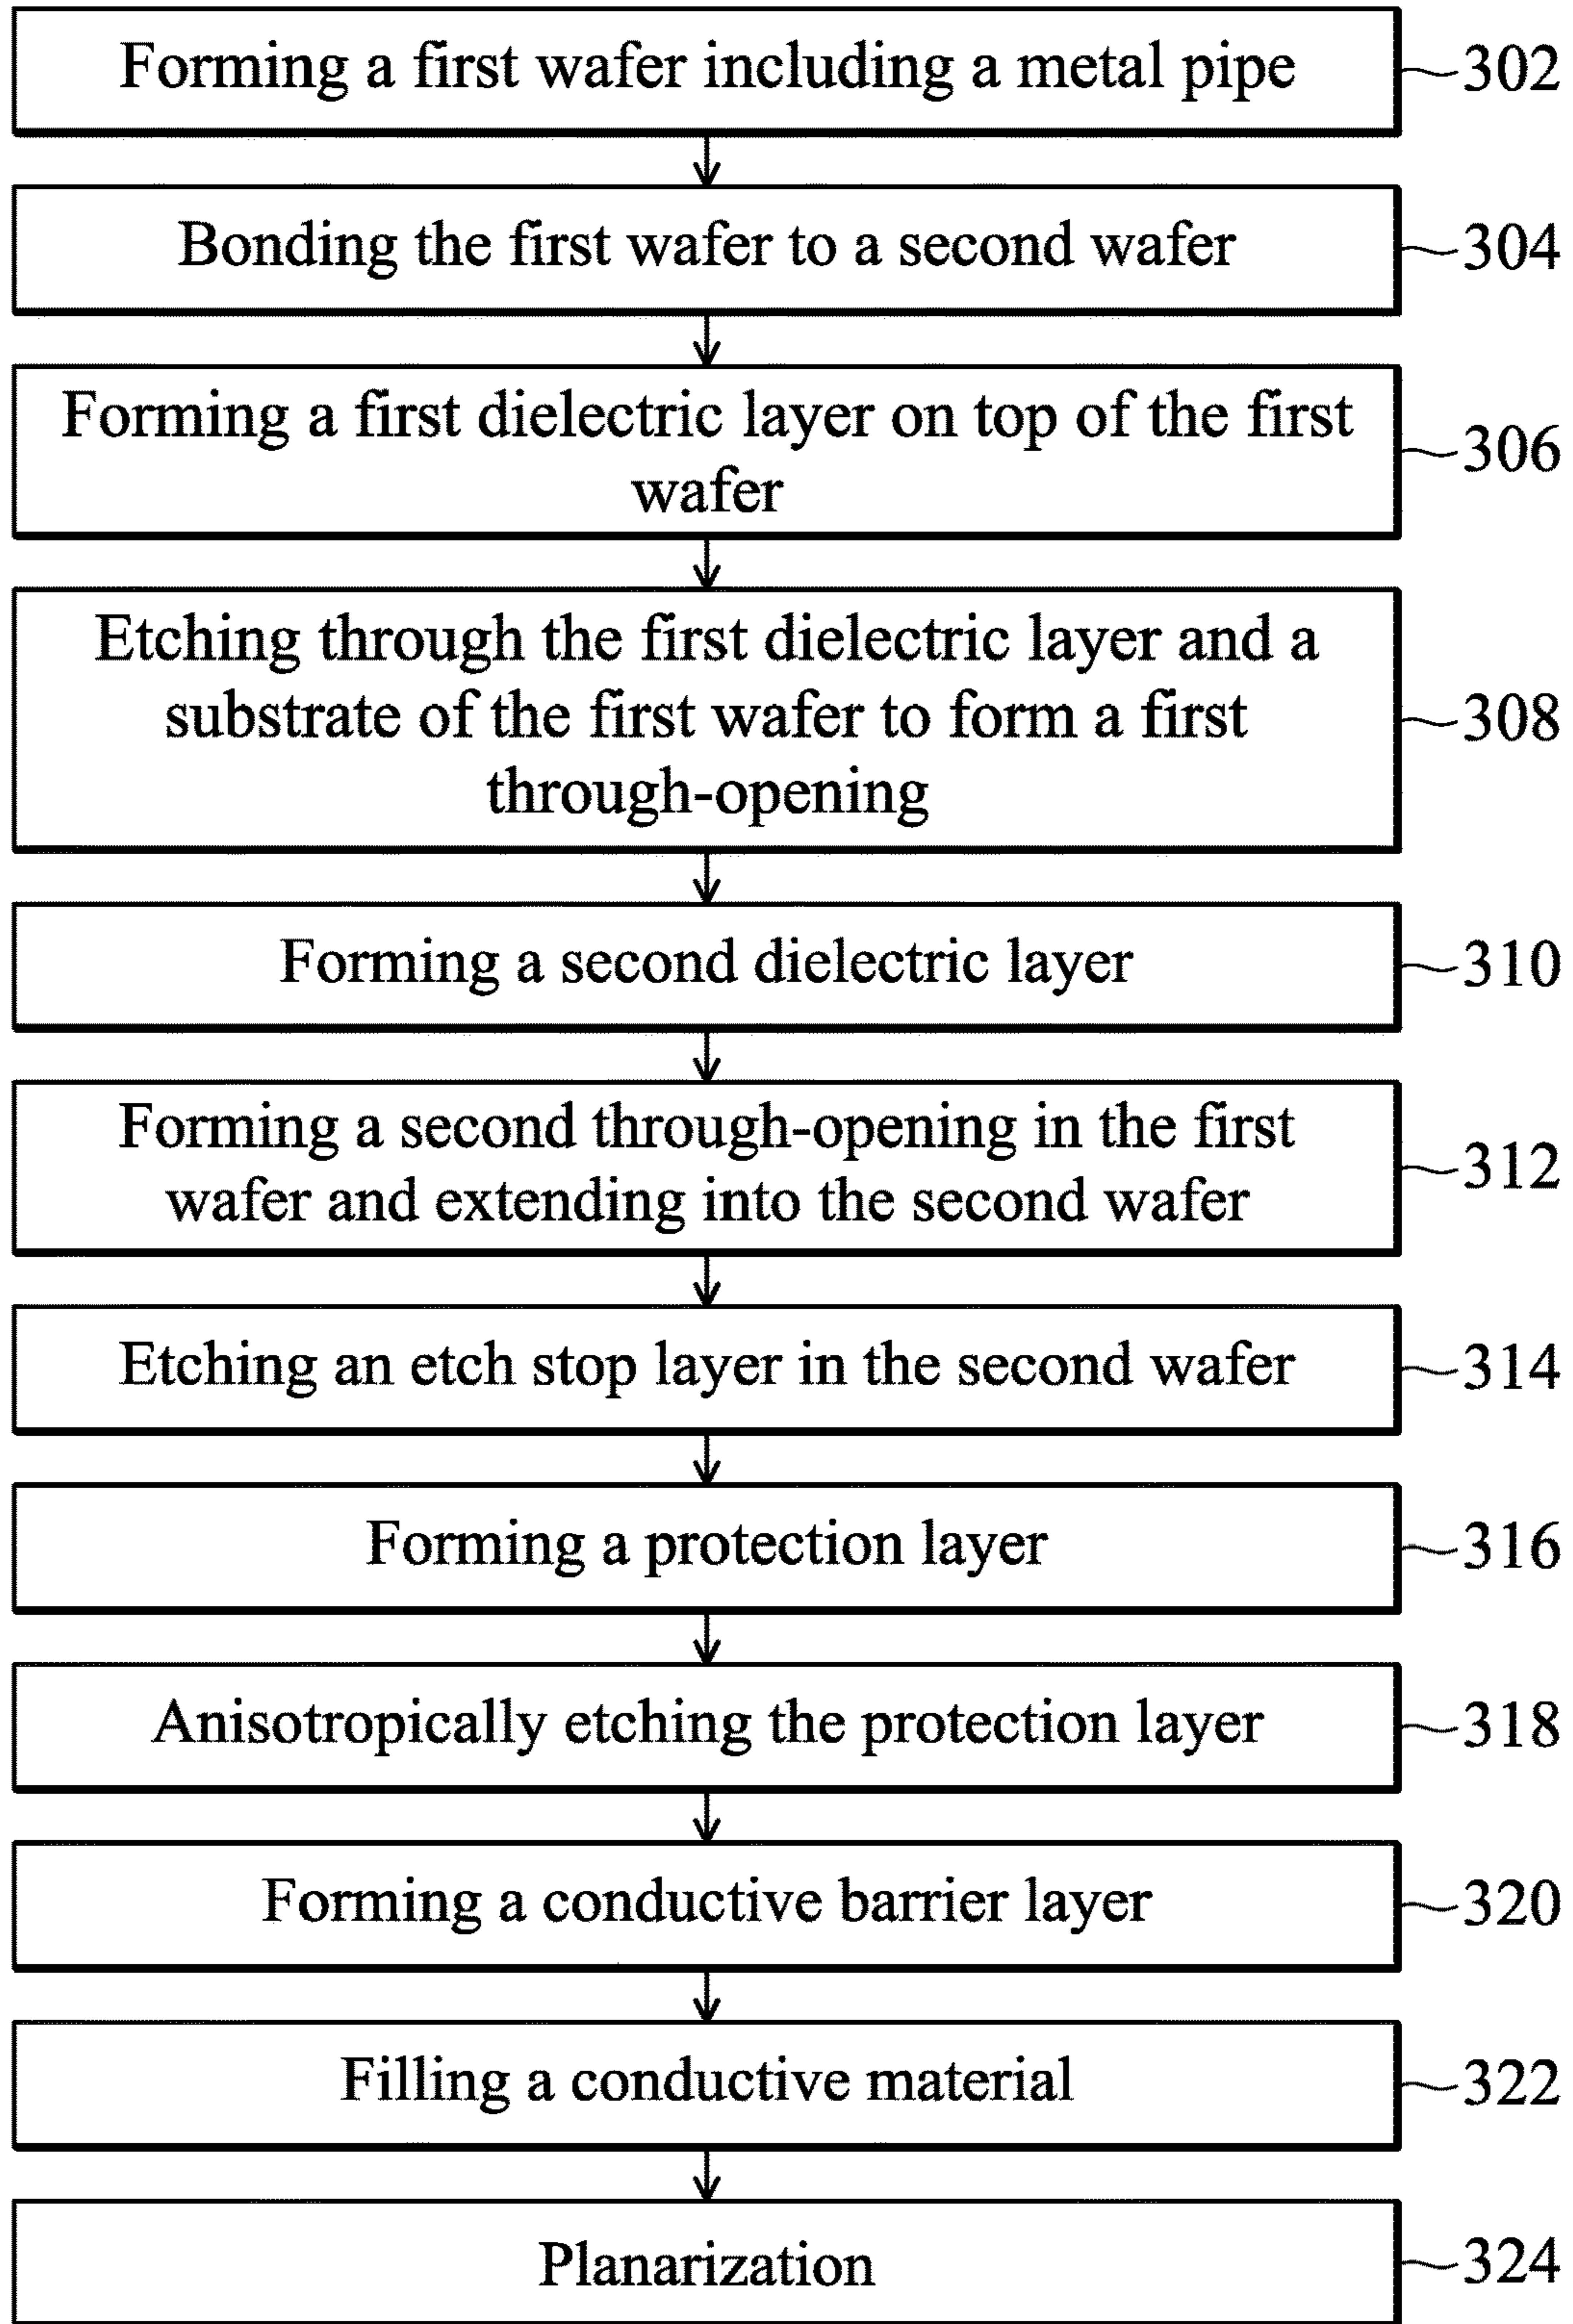 Forming a first wafer including a metal pipe
302
Bonding the first wafer to a second wafer
304
Forming a first dielectric layer on top of the first
wafer
306
Etching through the first dielectric layer and a
substrate of the first wafer to form a first
through-opening
308
Forming a second dielectric layer
310
Forming a second through-opening in the first
wafer and extending into the second wafer
312
Etching an etch stop layer in the second wafer
314
Forming a protection layer
316
Anisotropically etching the protection layer
318
Forming a conductive barrier layer
320
Filling a conductive material
322
Planarization
324